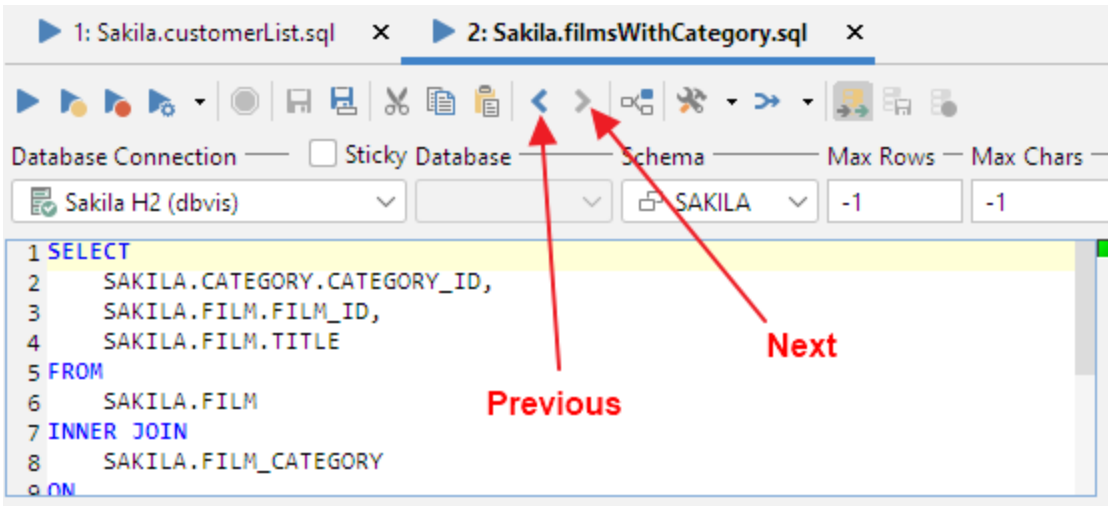 1: Sakila.customerList.sql 2: Sakila.filmsWithCategory.sql
Database Connection Sticky Database Schema Max Rows Max Chars
Sakila H2 (dbvis) SAKILA -1 -1
1 SELECT
2 SAKILA.CATEGORY.CATEGORY_ID,
3 SAKILA.FILM.FILM_ID,
4 SAKILA.FILM.TITLE
5 FROM
6 SAKILA.FILM
7 INNER JOIN
8 SAKILA.FILM_CATEGORY
9 ON
Next
Previous